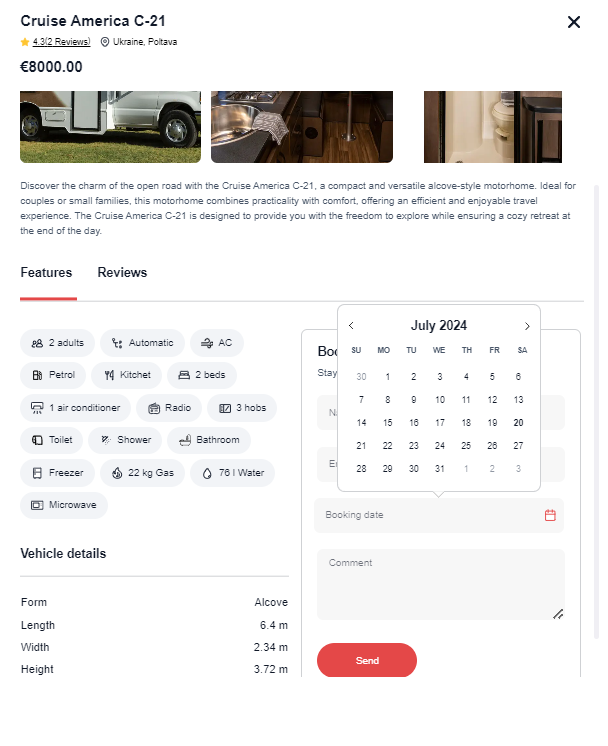 Cruise America C-21
4.3(2 Reviews) Ukraine, Poltava
€8000.00
Discover the charm of the open road with the Cruise America C-21, a compact and versatile alcove-style motorhome. Ideal for
couples or small families, this motorhome combines practicality with comfort, offering an efficient and enjoyable travel
experience. The Cruise America C-21 is designed to provide you with the freedom to explore while ensuring a cozy retreat at
the end of the day.
Features Reviews
2 adults Automatic AC
Petrol Kitchet 2 beds
1 air conditioner Radio 3 hobs
Toilet Shower Bathroom
Freezer 22 kg Gas 76 l Water
Microwave
Vehicle details
Form Alcove
Length 6.4 m
Width 2.34 m
Height 3.72 m
Boo
Stay
July 2024
SU MO TU WE TH FR SA
30 1 2 3 4 5 6
7 8 9 10 11 12 13
14 15 16 17 18 19 20
21 22 23 24 25 26 27
28 29 30 31 1 2 3
Booking date
Comment
Send